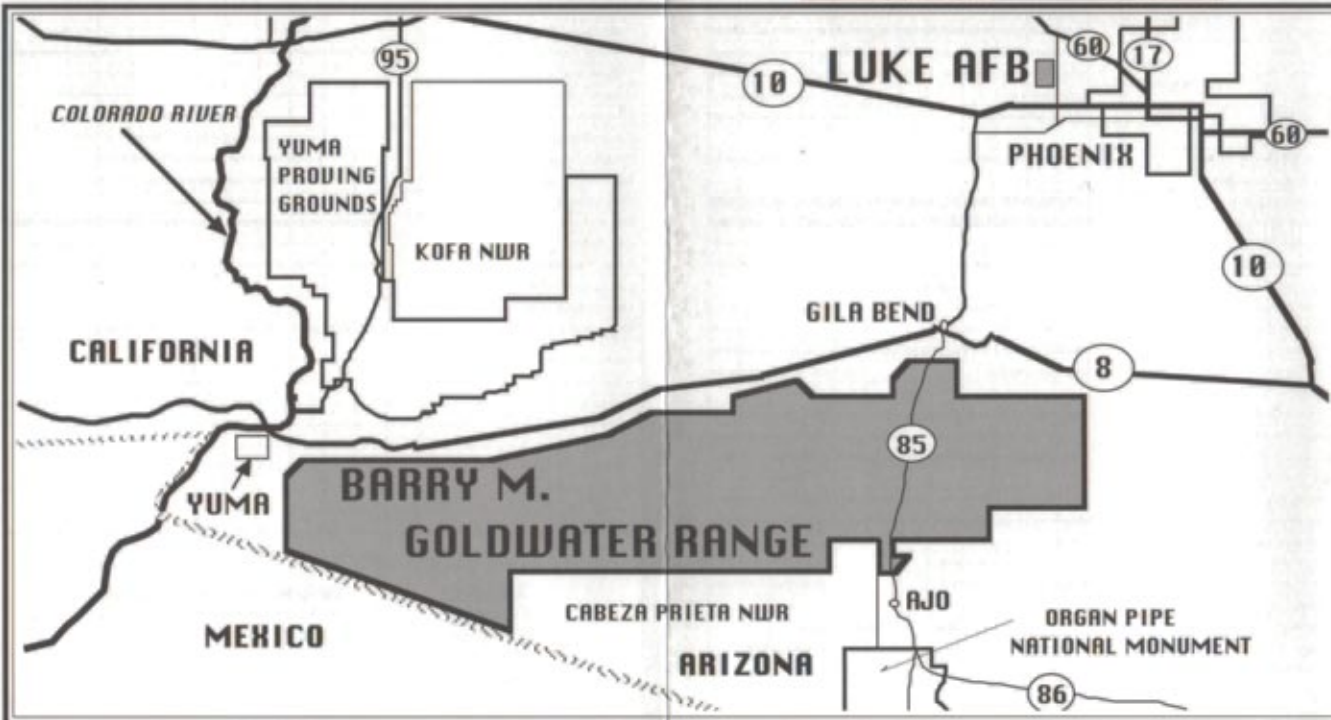 95
10
LUKE AFB
60
17
COLORADO RIVER
YUMA
PROVING
GROUNDS
PHOENIX
60
KOFA NWR
10
GILA BEND
CALIFORNIA
8
85
BARRY M.
YUMA
GOLDWATER RANGE
AJO
CABEZA PRIETA NWR
ORGAN PIPE
NATIONAL MONUMENT
MEXICO
ARIZONA
86